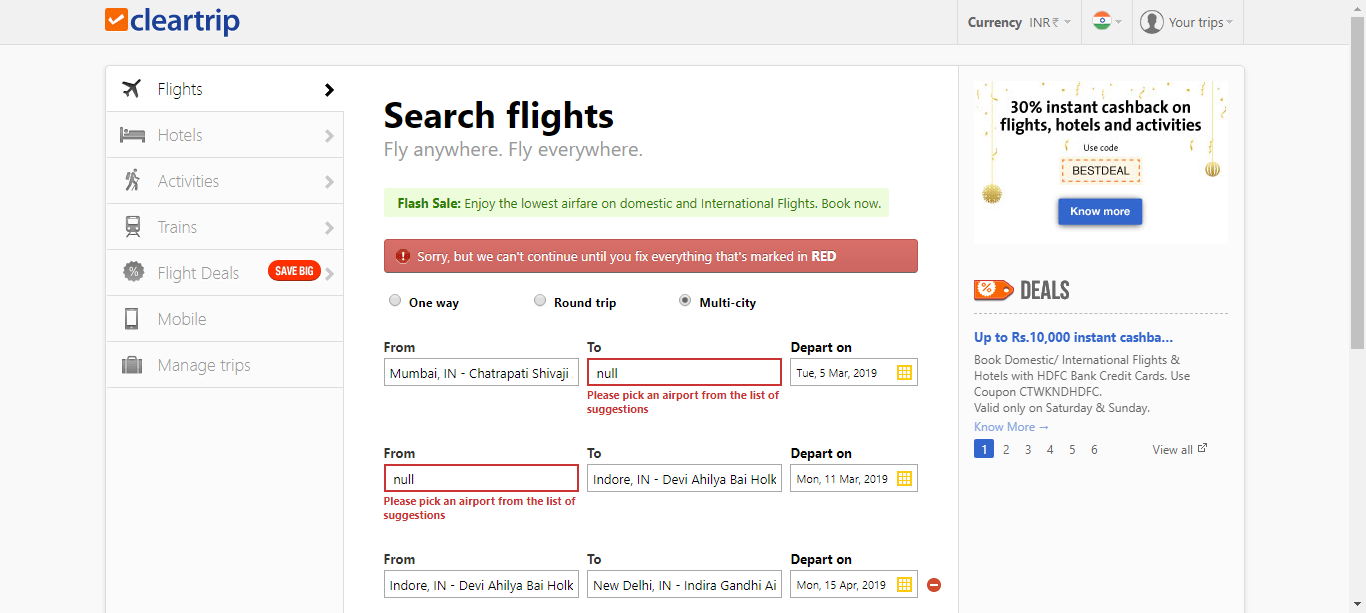 cleartrip
Currency INR ₹
Your trips
Flights
Hotels
Activities
Trains
Flight Deals SAVE BIG
Mobile
Manage trips
Search flights
Fly anywhere. Fly everywhere.
Flash Sale: Enjoy the lowest airfare on domestic and International Flights. Book now.
Sorry, but we can't continue until you fix everything that's marked in RED
One way Round trip Multi-city
From To Depart on
Mumbai, IN - Chatrapati Shivaji null Tue, 5 Mar, 2019
Please pick an airport from the list of
suggestions
From To Depart on
null Indore, IN - Devi Ahilya Bai Holk Mon, 11 Mar, 2019
Please pick an airport from the list of
suggestions
From To Depart on
Indore, IN - Devi Ahilya Bai Holk New Delhi, IN - Indira Gandhi Ai Mon, 15 Apr, 2019
30% instant cashback on
flights, hotels and activities
Use code
BESTDEAL
Know more
% DEALS
Up to Rs.10,000 instant cashba...
Book Domestic/ International Flights &
Hotels with HDFC Bank Credit Cards. Use
Coupon CTWKNDHDFC.
Valid only on Saturday & Sunday.
Know More →
1 2 3 4 5 6 View all